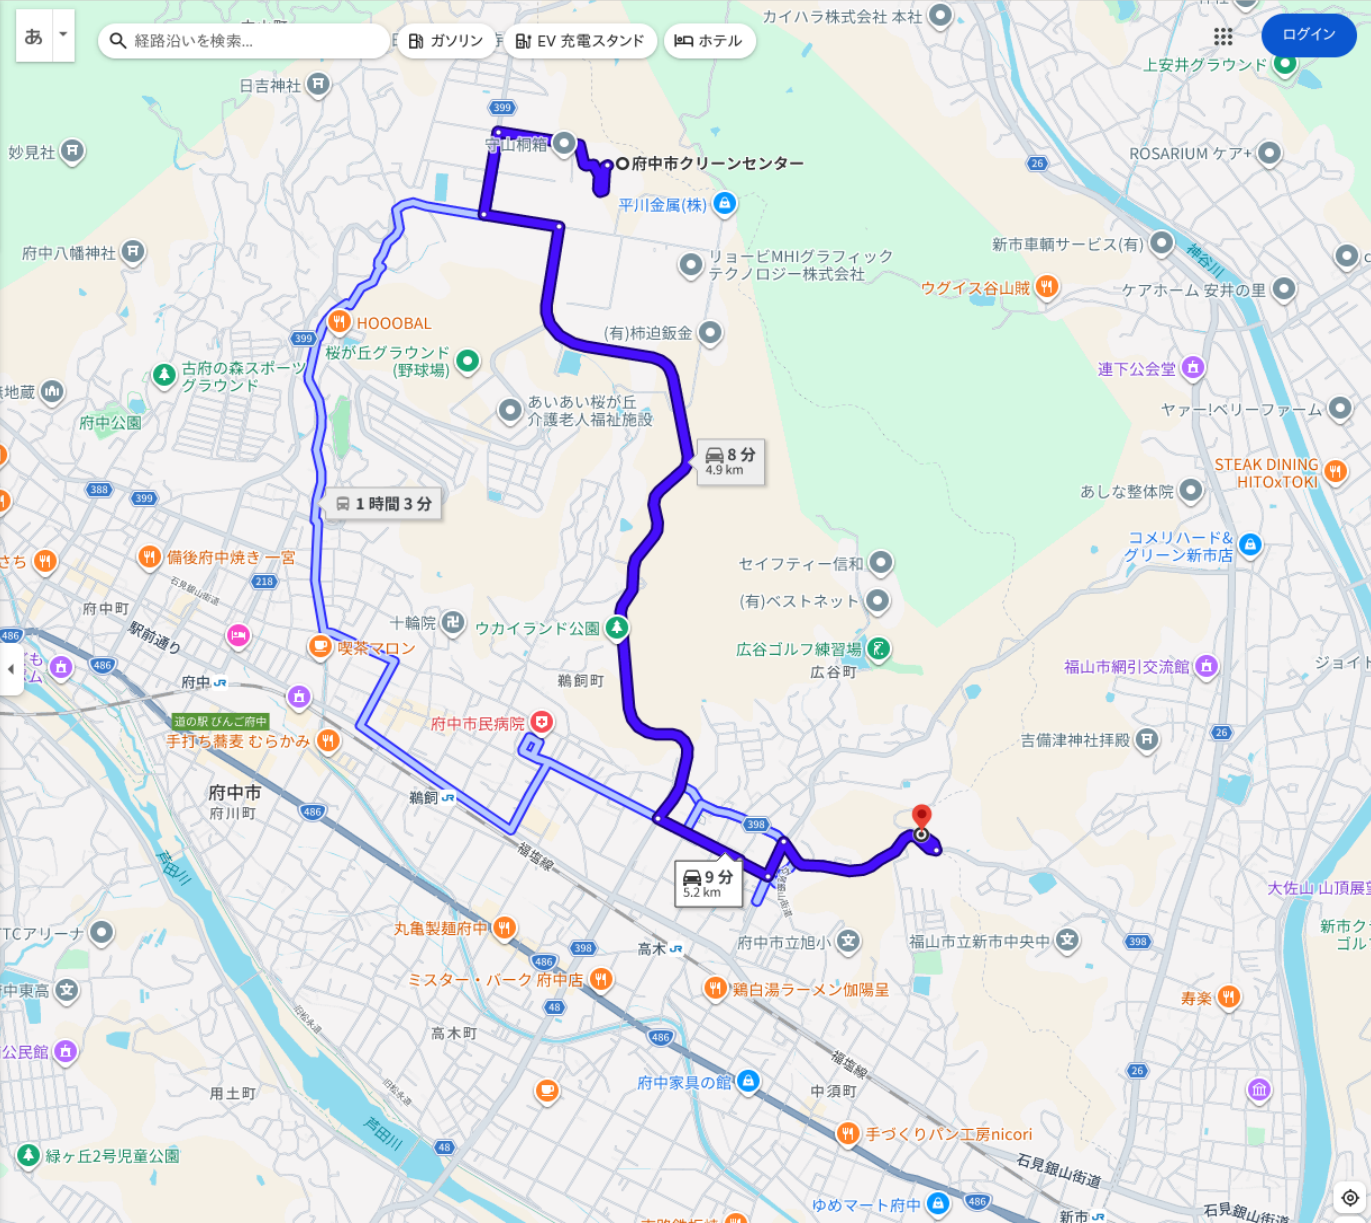 あ
経路沿いを検索...
ガソリン
EV 充電スタンド
ホテル
カイハラ株式会社 本社
ログイン
上安井グラウンド
日吉神社
399
妙見社
守山桐箱
府中市クリーンセンター
26
ROSARIUM ケア+
平川金属(株)
府中八幡神社
リョービMHIグラフィック
テクノロジー株式会社
新市車輌サービス(有)
神谷川
ウグイス谷山賊
ケアホーム 安井の里
HOOOBAL
399
(有)柿迫鈑金
桜が丘グラウンド
(野球場)
古府の森スポーツ
グラウンド
連下公会堂
地蔵
あいあい桜が丘
介護老人福祉施設
ヤァー!ベリーファーム
府中公園
8 分
4.9 km
STEAK DINING
HITOxTOKI
388
399
1 時間 3 分
あしな整体院
コメリハード&
グリーン新市店
さち
備後府中焼き 一宮
セイフティー信和
218
石見銀山街道
(有)ベストネット
府中町
十輪院
ウカイランド公園
486
駅前通り
喫茶マロン
広谷ゴルフ練習場
広谷町
486
福山市網引交流館
ジョイト
府中
鵜飼町
道の駅 びんご府中
府中市民病院
26
手打ち蕎麦 むらかみ
吉備津神社拝殿
府中市
府川町
鵜飼
486
398
福塩線
芦田川
9 分
5.2 km
大佐山 山頂展望
TCアリーナ
丸亀製麺府中
398
高木
府中市立旭小
福山市立新市中央中
398
新市ク
ゴル
486
ミスター・バーク 府中店
府中東高
鶏白湯ラーメン伽陽呈
寿楽
48
高木町
486
公民館
福塩線
26
用土町
府中家具の館
中須町
芦田川
手づくりパン工房nicori
48
緑ヶ丘2号児童公園
石見銀山街道
ゆめマート府中
486
新市
石見銀山街道